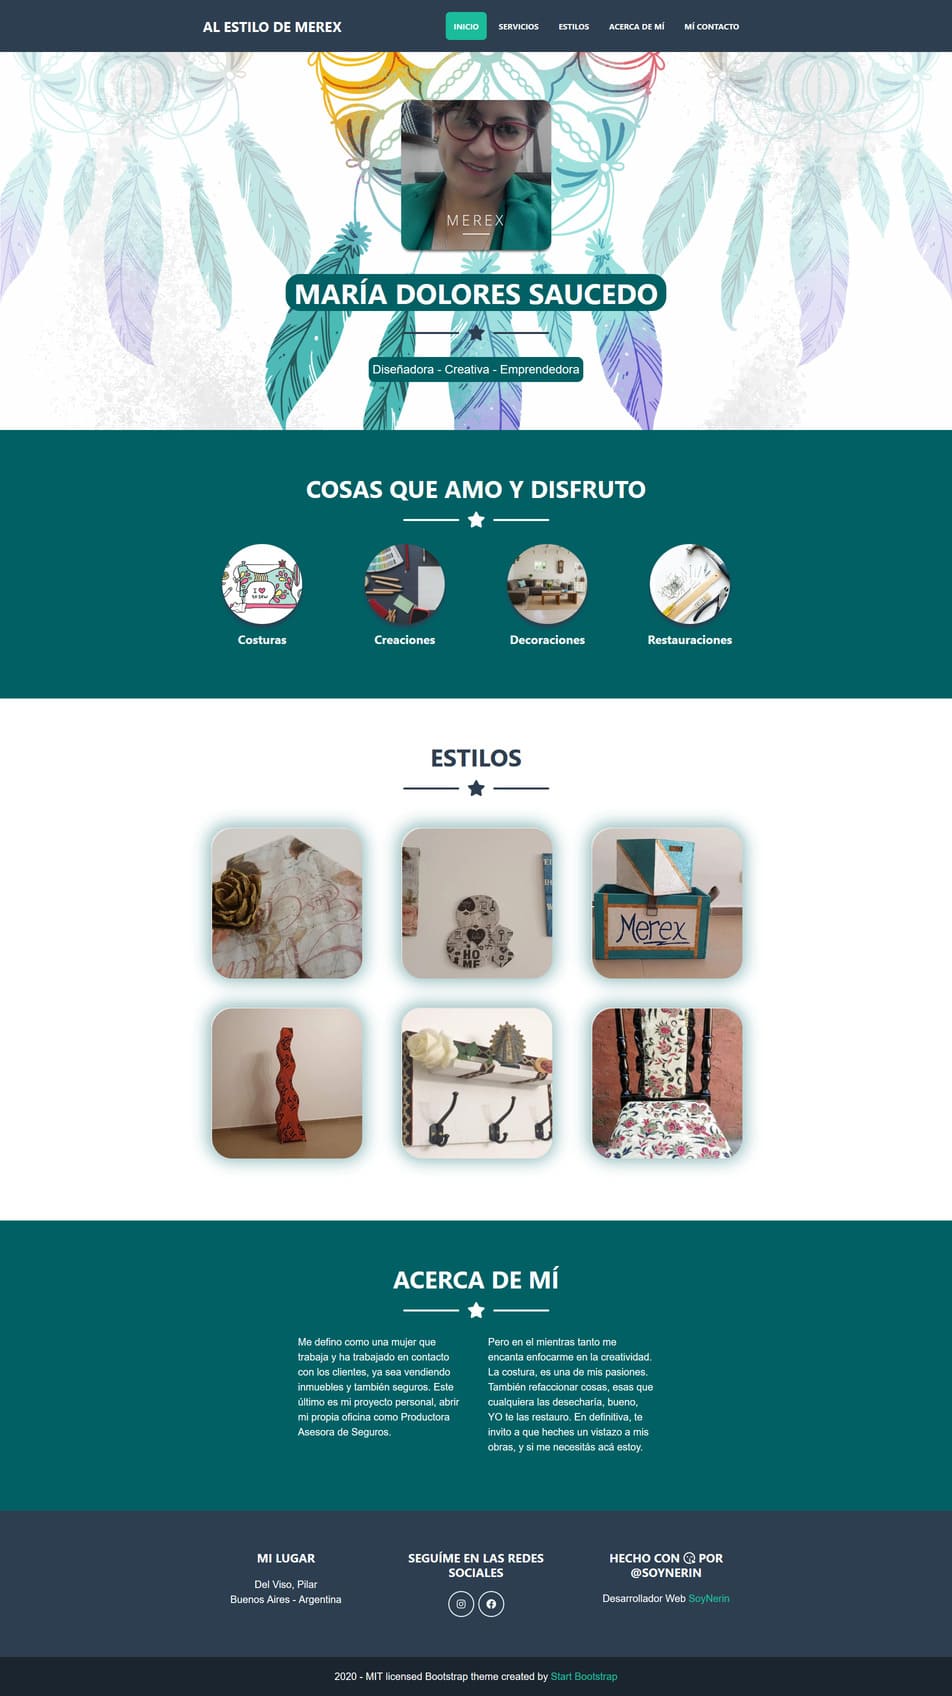 AL ESTILO DE MEREX
INICIO
SERVICIOS
ESTILOS
ACERCA DE MÍ
MÍ CONTACTO
MEREX
MARÍA DOLORES SAUCEDO
Diseñadora - Creativa - Emprendedora
COSAS QUE AMO Y DISFRUTO
I ♥
to sew
Costuras
Creaciones
Decoraciones
Restauraciones
ESTILOS
HO
ME
Merex
ACERCA DE MÍ
Me defino como una mujer que
trabaja y ha trabajado en contacto
con los clientes, ya sea vendiendo
inmuebles y también seguros. Este
último es mi proyecto personal, abrir
mi propia oficina como Productora
Asesora de Seguros.
Pero en el mientras tanto me
encanta enfocarme en la creatividad.
La costura, es una de mis pasiones.
También refaccionar cosas, esas que
cualquiera las desecharía, bueno,
YO te las restauro. En definitiva, te
invito a que heches un vistazo a mis
obras, y si me necesitás acá estoy.
MI LUGAR
Del Viso, Pilar
Buenos Aires - Argentina
SEGUÍME EN LAS REDES
SOCIALES
HECHO CON POR
@SOYNERIN
Desarrollador Web SoyNerin
2020 - MIT licensed Bootstrap theme created by Start Bootstrap